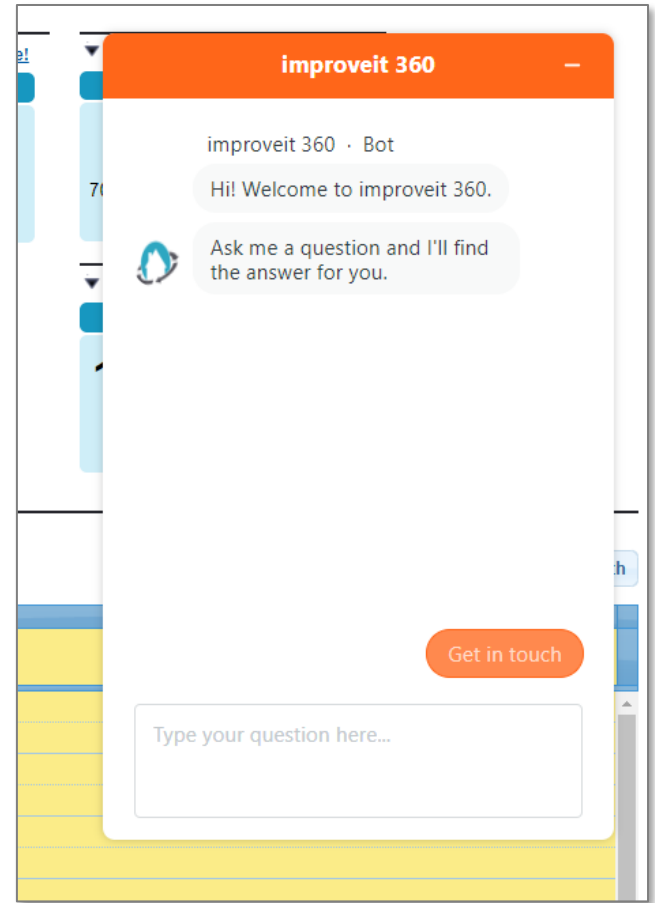 e!
improveit 360
improveit 360 · Bot
Hi! Welcome to improveit 360.
70
Ask me a question and I'll find
the answer for you.
h
Get in touch
Type your question here...